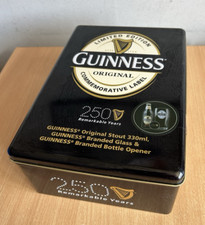 LIMITED EDITION
GUINNESS
ORIGINAL
COMMEMORATIVE LABEL
250
Remarkable Years
GUINNESS® Original Stout 330ml,
GUINNESS® Branded Glass &
GUINNESS® Branded Bottle Opener
250
Remarkable Years